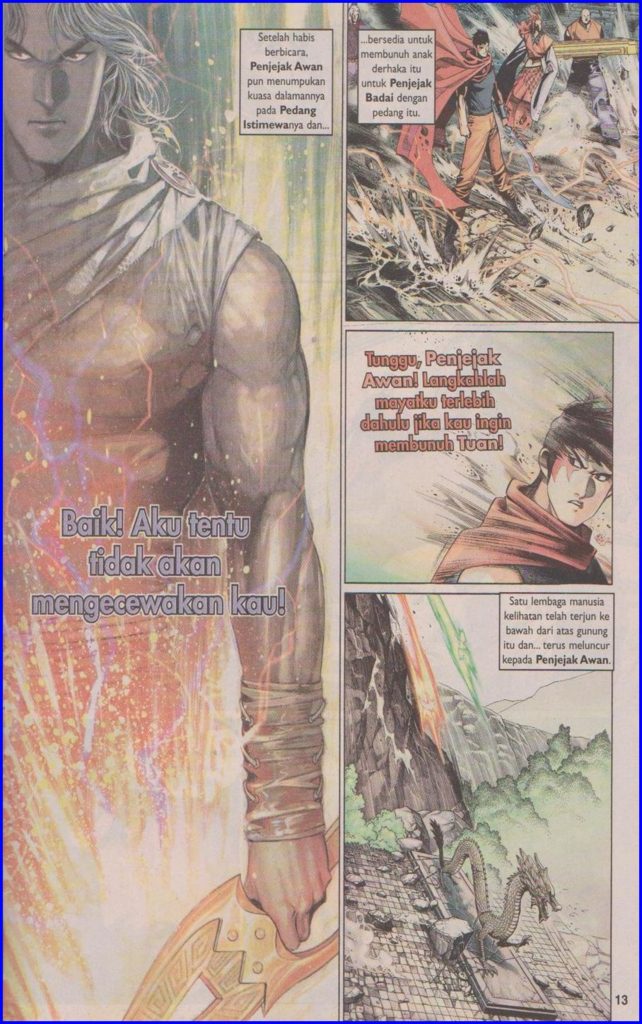 Setelah habis
berbicara,
Penjejak Awan
pun menumpukan
kuasa dalamannya
pada Pedang
Istimewanya dan...
...bersedia untuk
membunuh anak
derhaka itu
untuk Penjejak
Badai dengan
pedang itu.
Baik! Aku tentu
tidak akan
mengecewakan kau!
Tunggu, Penjejak
Awan! Langkahlah
mayatku terlebih
dahulu jika kau ingin
membunuh Tuan!
Satu lembaga manusia
kelihatan telah terjun ke
bawah dari atas gunung
itu dan... terus meluncur
kepada Penjejak Awan.
13